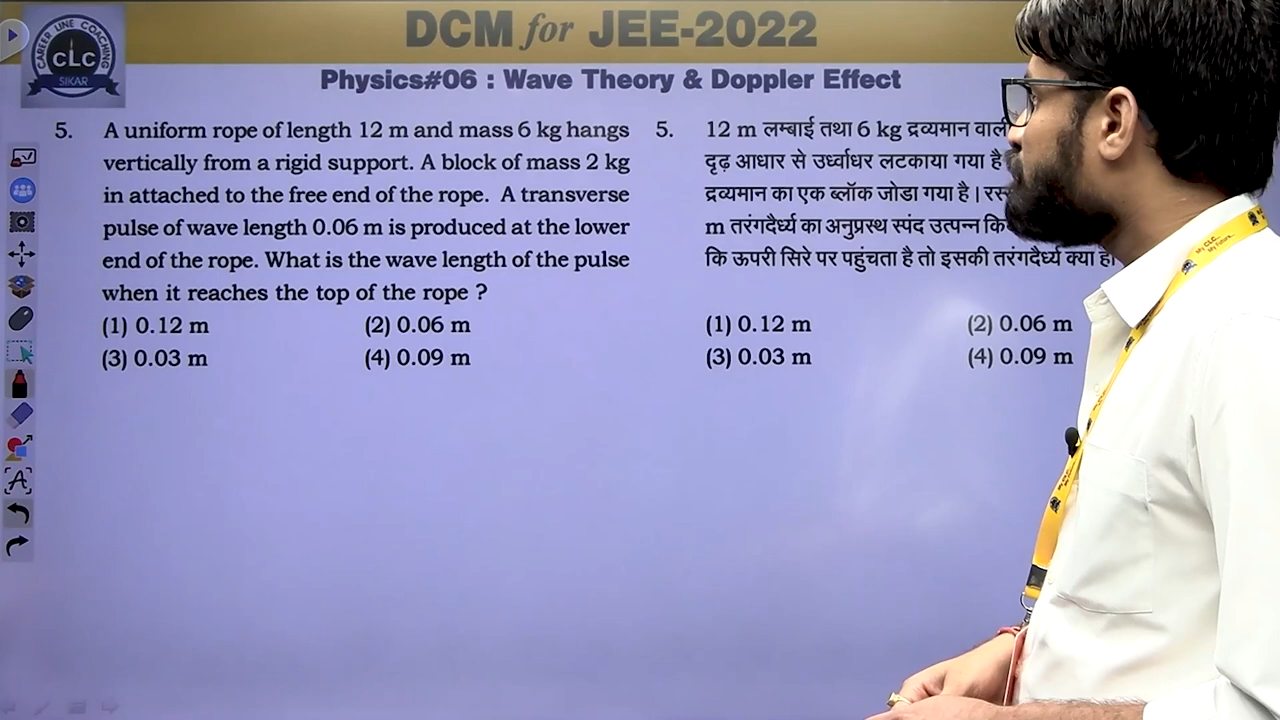 DCM for JEE-2022
CAREER LINE COACHING
CLC
SIKAR
Physics#06 : Wave Theory & Doppler Effect
5. A uniform rope of length 12 m and mass 6 kg hangs
vertically from a rigid support. A block of mass 2 kg
in attached to the free end of the rope. A transverse
pulse of wave length 0.06 m is produced at the lower
end of the rope. What is the wave length of the pulse
when it reaches the top of the rope ?
(1) 0.12 m (2) 0.06 m
(3) 0.03 m (4) 0.09 m
5. 12 m लम्बाई तथा 6 kg द्रव्यमान
दृढ़ आधार से उर्ध्वाधर लटकाया गया है
द्रव्यमान का एक ब्लॉक जोडा गया है।
m तरंगदैर्ध्य का अनुप्रस्थ स्पंद उत्पन्न
कि ऊपरी सिरे पर पहुंचता है तो इसकी तरंगदैर्ध्य क्या
(1) 0.12 m (2) 0.06 m
(3) 0.03 m (4) 0.09 m
My CLC..
My Future..